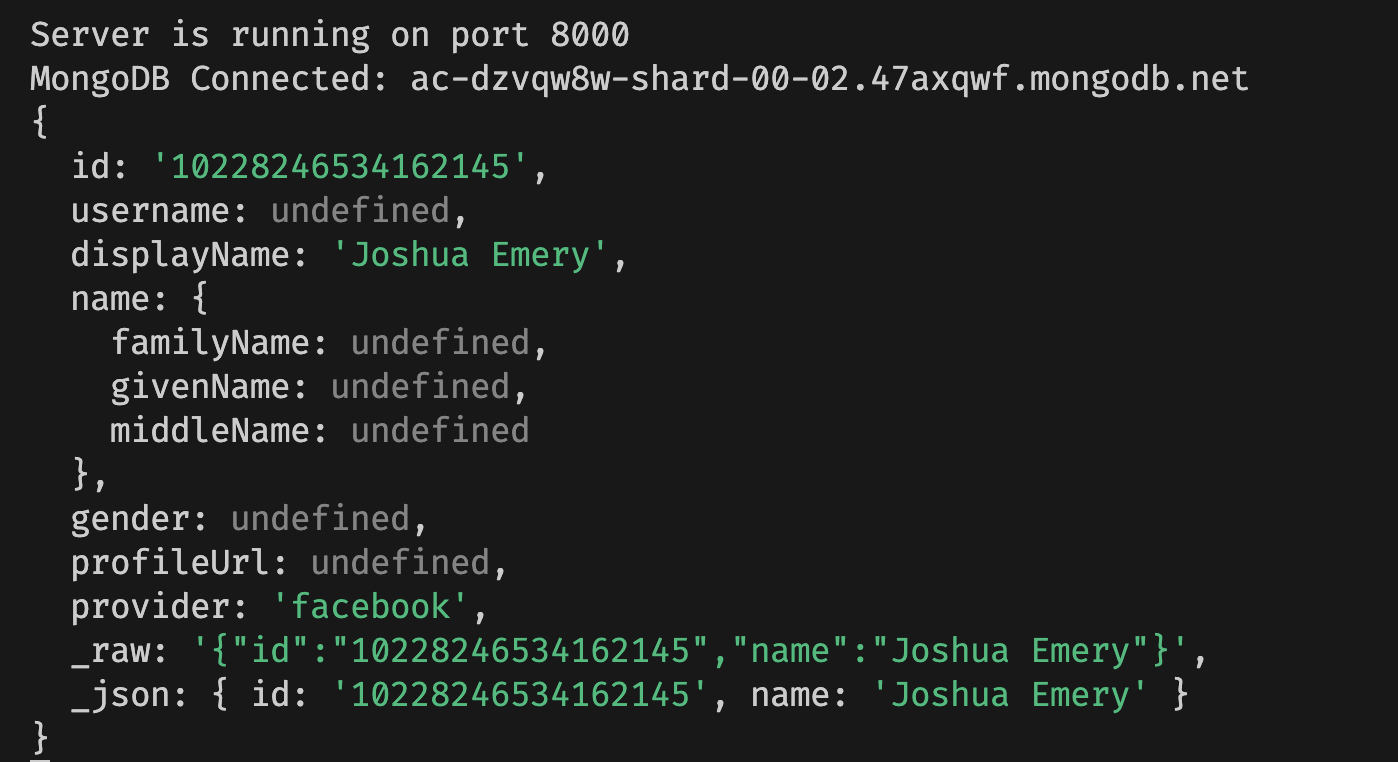 Server is running on port 8000
MongoDB Connected: ac-dzvqw8w-shard-00-02.47axqwf.mongodb.net
{
  id: '10228246534162145',
  username: undefined,
  displayName: 'Joshua Emery',
  name: {
    familyName: undefined,
    givenName: undefined,
    middleName: undefined
  },
  gender: undefined,
  profileUrl: undefined,
  provider: 'facebook',
  _raw: '{"id":"10228246534162145","name":"Joshua Emery"}',
  _json: { id: '10228246534162145', name: 'Joshua Emery' }
}